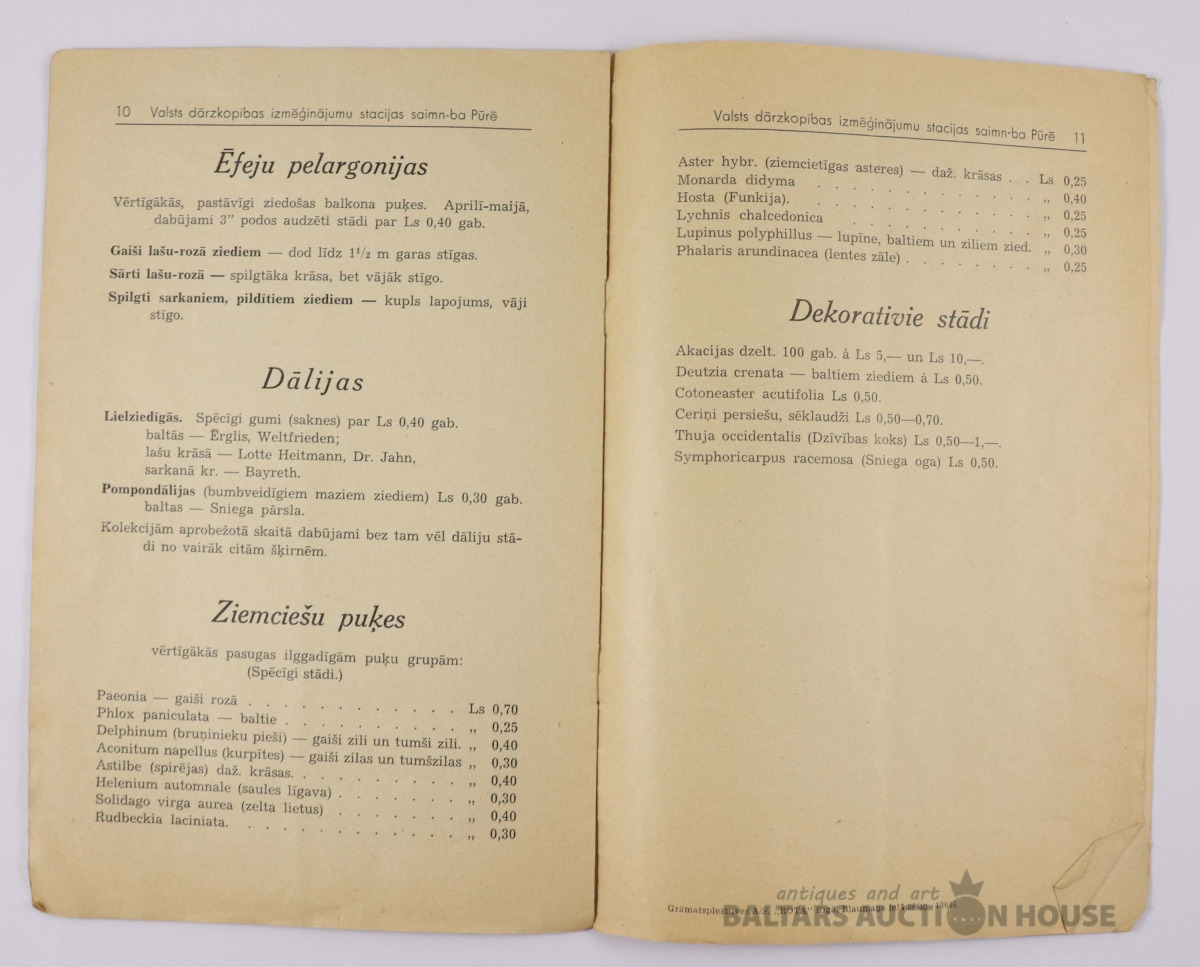 10 Valsts dārzkopības izmēģinājumu stacijas saimn-ba Pūrē
Ēfeju pelargonijas
Vērtīgākās, pastāvīgi ziedošas balkona puķes. Aprilī-maijā,
dabūjami 3" podos audzēti stādi par Ls 0,40 gab.
Gaiši lašu-rozā ziediem — dod līdz 1¹/₂ m garas stīgas.
Sārti lašu-rozā — spilgtāka krāsa, bet vājāk stīgo.
Spilgti sarkaniem, pildītiem ziediem — kupls lapojums, vāji
stīgo.
Dālijas
Lielziedīgās. Spēcīgi gumi (saknes) par Ls 0,40 gab.
baltās — Ērglis, Weltfrieden;
lašu krāsā — Lotte Heitmann, Dr. Jahn,
sarkanā kr. — Bayreth.
Pompondālijas (bumbveidīgiem maziem ziediem) Ls 0,30 gab.
baltas — Sniega pārsla.
Kolekcijām aprobežotā skaitā dabūjami bez tam vēl dāliju stā-
di no vairāk citām šķirnēm.
Ziemciešu puķes
vērtīgākās pasugas ilggadīgām puķu grupām:
(Spēcīgi stādi.)
Paeonia — gaiši rozā . . . . . . . . . . . . Ls 0,70
Phlox paniculata — baltie . . . . . . . . . . „ 0,25
Delphinum (bruņinieku pieši) — gaiši zili un tumši zili. „ 0,40
Aconitum napellus (kurpītes) — gaiši zilas un tumšzilas „ 0,30
Astilbe (spirējas) daž. krāsas. . . . . . . . . . „ 0,40
Helenium automnale (saules līgava) . . . . . . . „ 0,30
Solidago virga aurea (zelta lietus) . . . . . . . „ 0,40
Rudbeckia laciniata. . . . . . . . . . . . . „ 0,30
Valsts dārzkopības izmēģinājumu stacijas saimn-ba Pūrē 11
Aster hybr. (ziemcietīgas asteres) — daž. krāsas . . Ls 0,25
Monarda didyma . . . . . . . . . . . . „ 0,40
Hosta (Funkija). . . . . . . . . . . . . „ 0,25
Lychnis chalcedonica . . . . . . . . . . . „ 0,25
Lupinus polyphillus — lupīne, baltiem un ziliem zied. „ 0,30
Phalaris arundinacea (lentes zāle) . . . . . . . . „ 0,25
Dekorativie stādi
Akacijas dzelt. 100 gab. à Ls 5,— un Ls 10,—.
Deutzia crenata — baltiem ziediem à Ls 0,50.
Cotoneaster acutifolia Ls 0,50.
Ceriņi persiešu, sēklaudži Ls 0,50—0,70.
Thuja occidentalis (Dzīvības koks) Ls 0,50—1,—.
Symphoricarpus racemosa (Sniega oga) Ls 0,50.
antiques and art
Grāmatspiestuves A/S. „ROTA" Rīgā, Blaumaņa
BALTARS AUCTION HOUSE